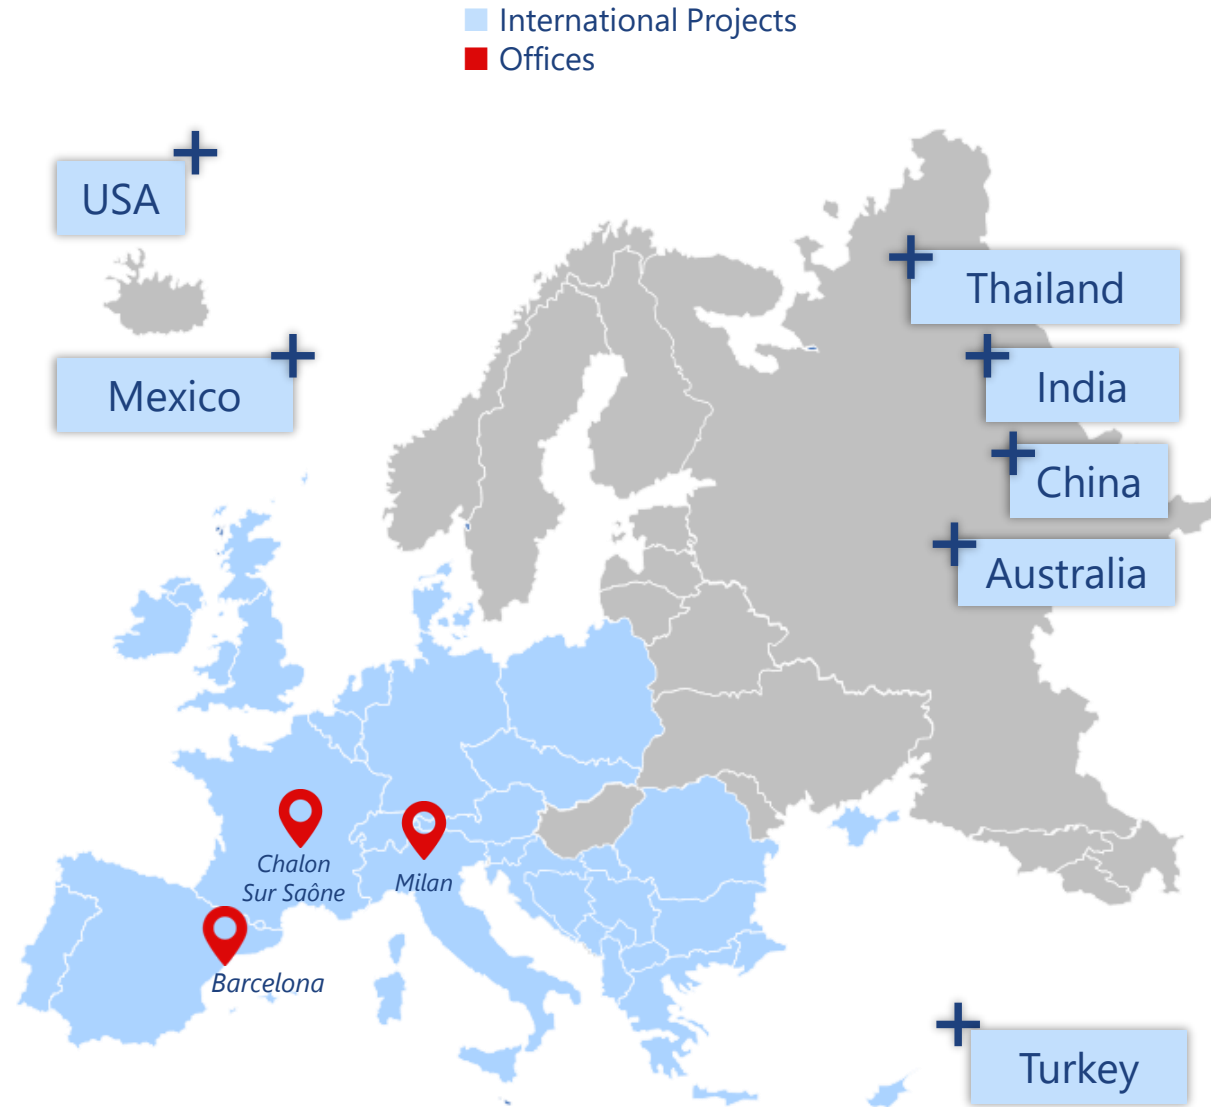 International Projects
Offices
USA
Thailand
India
Mexico
China
Australia
Chalon
Sur Saône
Milan
Barcelona
Turkey